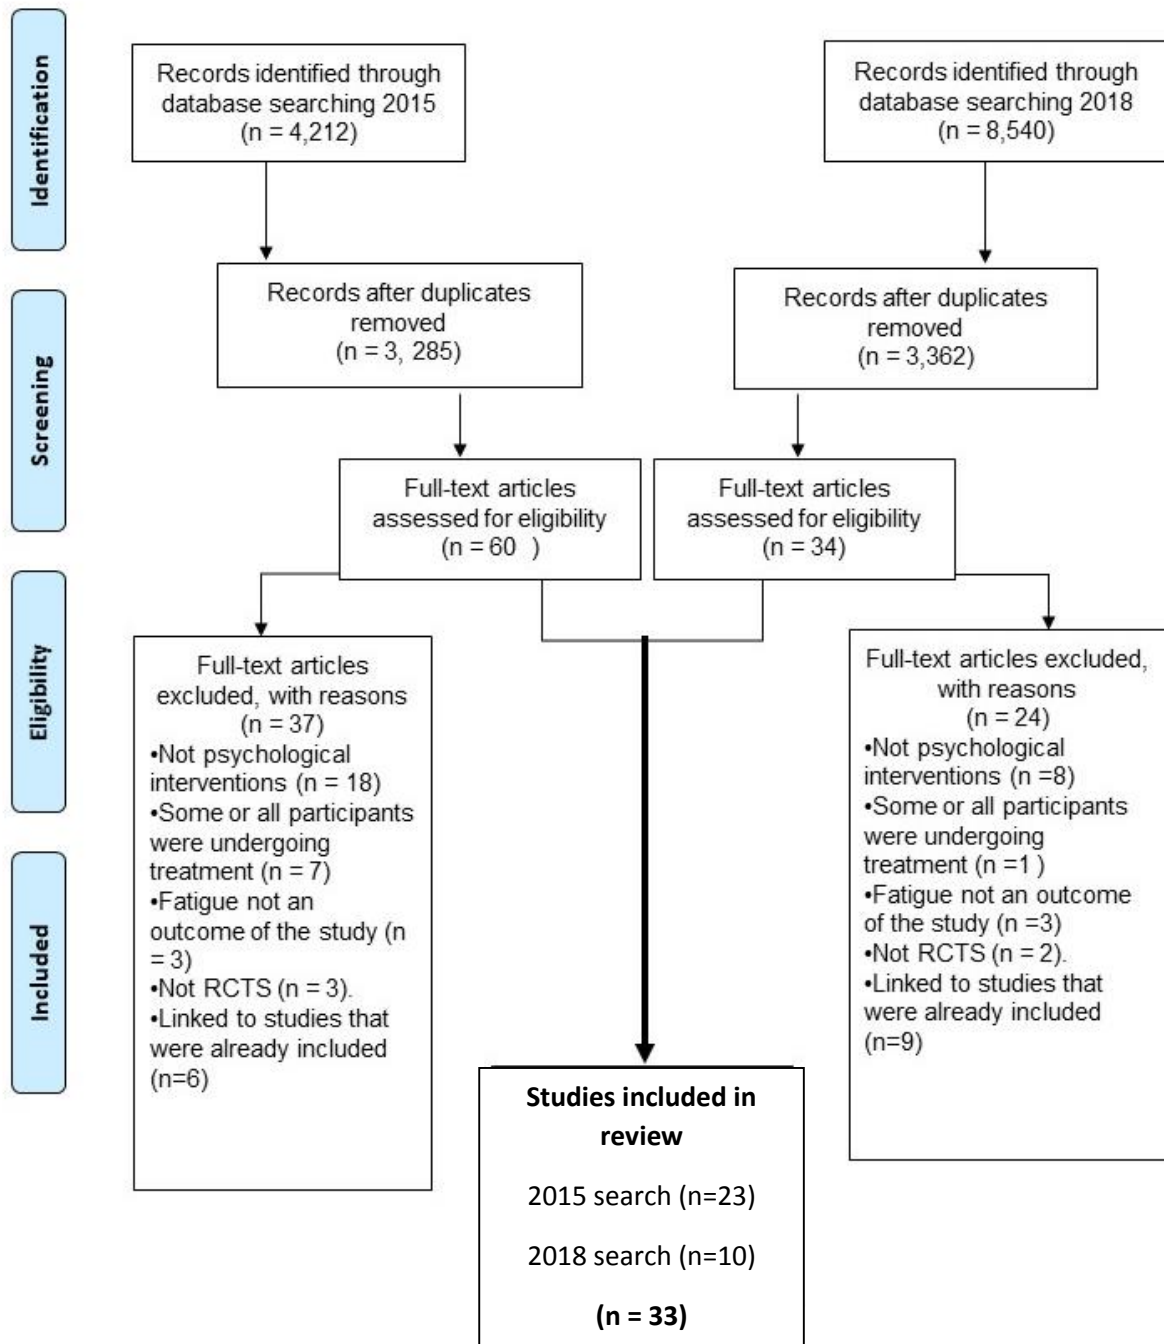 Identification
Records identified through
database searching 2015
(n = 4,212)
Records identified through
database searching 2018
(n = 8,540)
Screening
Records after duplicates
removed
(n = 3, 285)
Records after duplicates
removed
(n = 3,362)
Full-text articles
assessed for eligibility
(n = 60 )
Full-text articles
assessed for eligibility
(n = 34)
Eligibility
Full-text articles
excluded, with reasons
(n = 37)
•Not psychological
interventions (n = 18)
•Some or all participants
were undergoing
treatment (n = 7)
•Fatigue not an
outcome of the study (n
= 3)
•Not RCTS (n = 3).
•Linked to studies that
were already included
(n=6)
Full-text articles excluded,
with reasons
(n = 24)
•Not psychological
interventions (n =8)
•Some or all participants
were undergoing
treatment (n =1 )
•Fatigue not an outcome
of the study (n =3)
•Not RCTS (n = 2).
•Linked to studies that
were already included
(n=9)
Included
Studies included in
review
2015 search (n=23)
2018 search (n=10)
(n = 33)